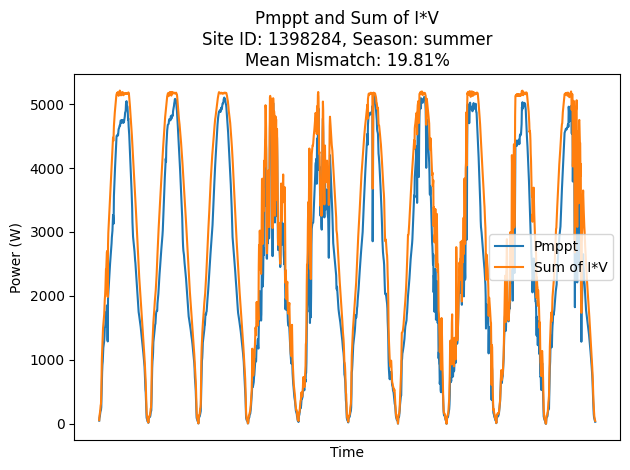 Pmppt and Sum of I*V
Site ID: 1398284, Season: summer
Mean Mismatch: 19.81%
Power (W)
5000
4000
3000
2000
1000
0
Pmppt
Sum of I*V
Time